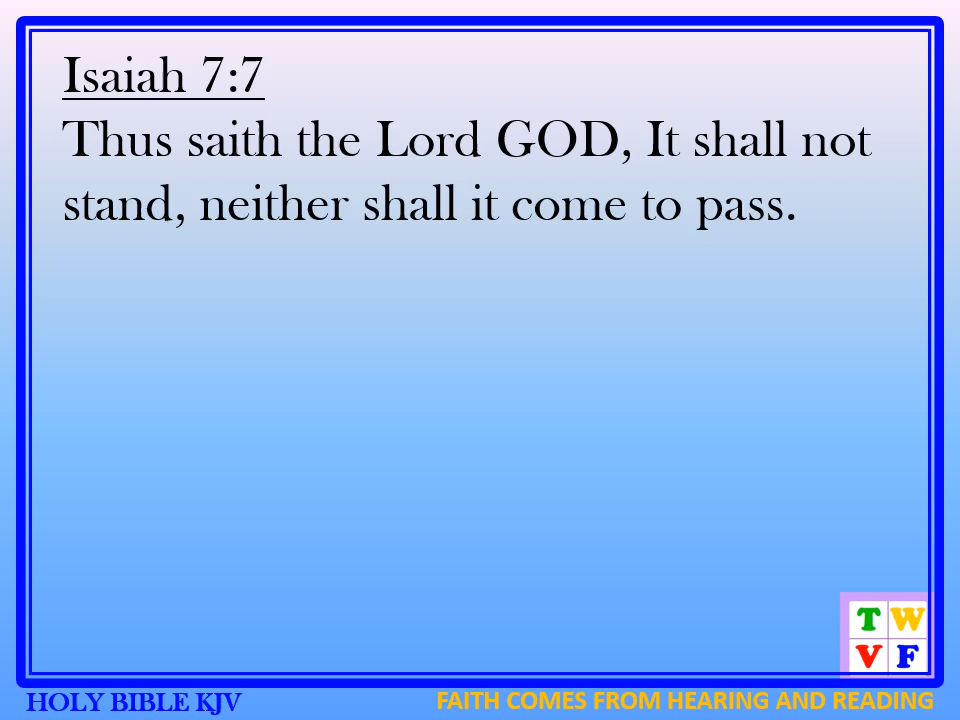 Isaiah 7:7
Thus saith the Lord GOD, It shall not
stand, neither shall it come to pass.
T W
V F
HOLY BIBLE KJV
FAITH COMES FROM HEARING AND READING